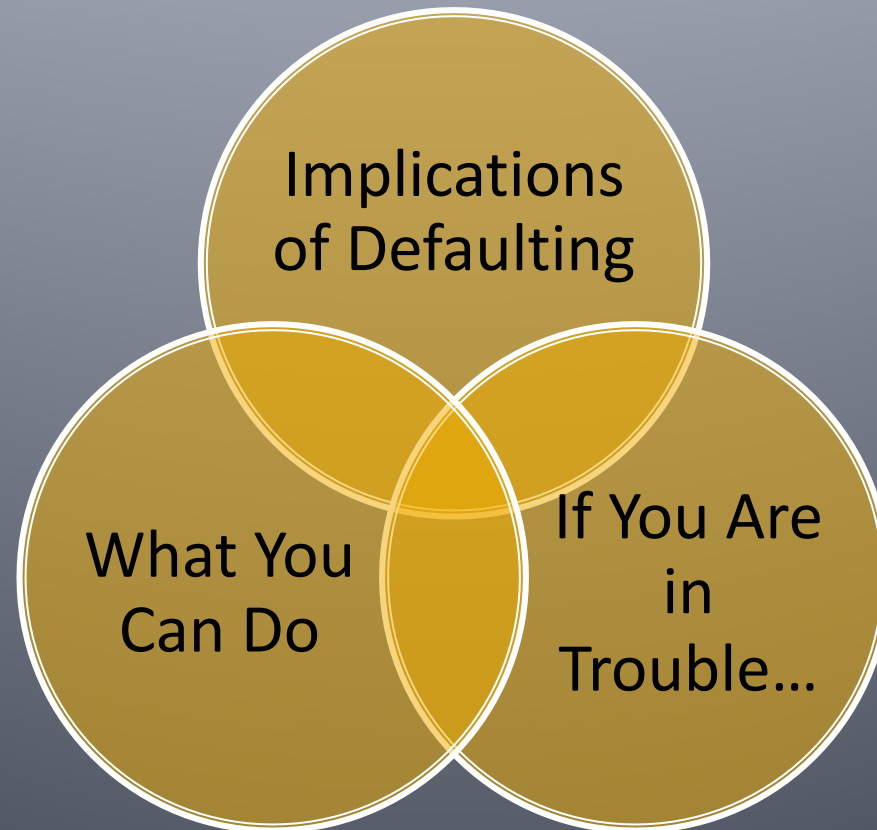 Implications
of Defaulting
What You
Can Do
If You Are
in
Trouble...